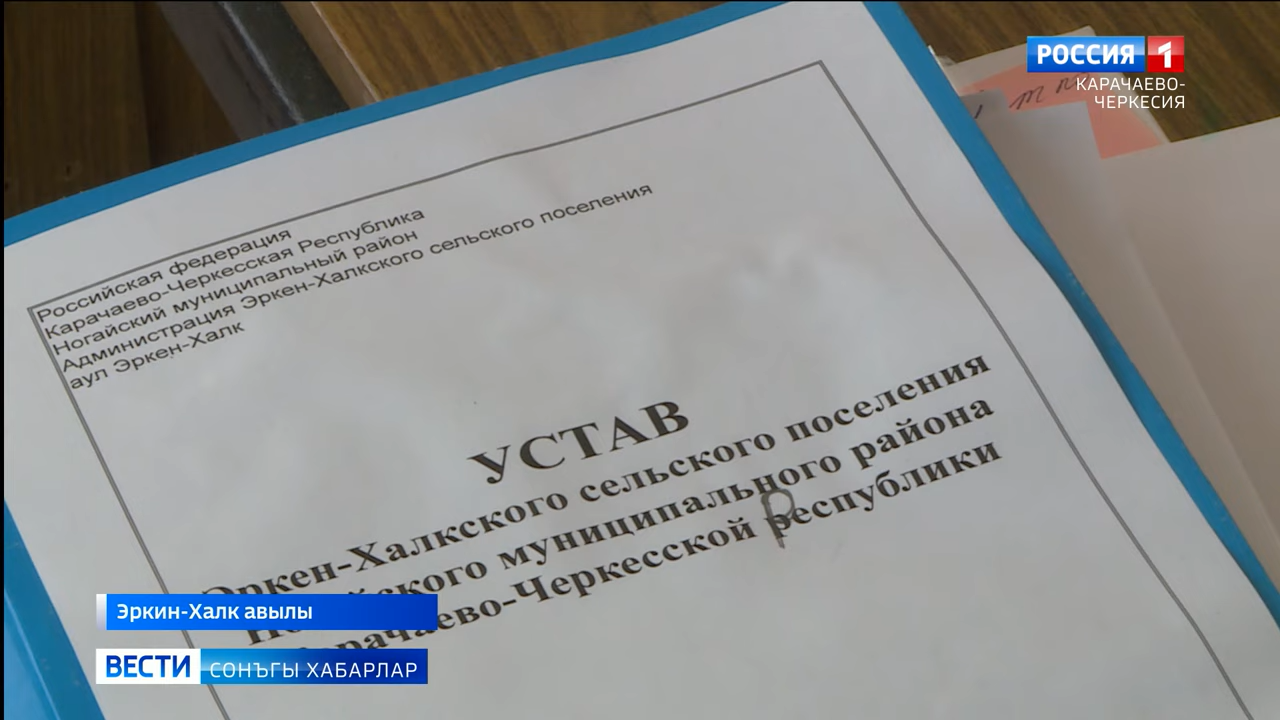 РОССИЯ 1
КАРАЧАЕВО-
ЧЕРКЕСИЯ
Российская федерация
Карачаево-Черкесская Республика
Ногайский муниципальный район
Администрация Эркен-Халкского сельского поселения
аул Эркен-Халк
УСТАВ
Эркен-Халкского сельского поселения
Ногайского муниципального района
Карачаево-Черкесской республики
Р
Эркин-Халк авылы
ВЕСТИ СОНЪГЫ ХАБАРЛАР